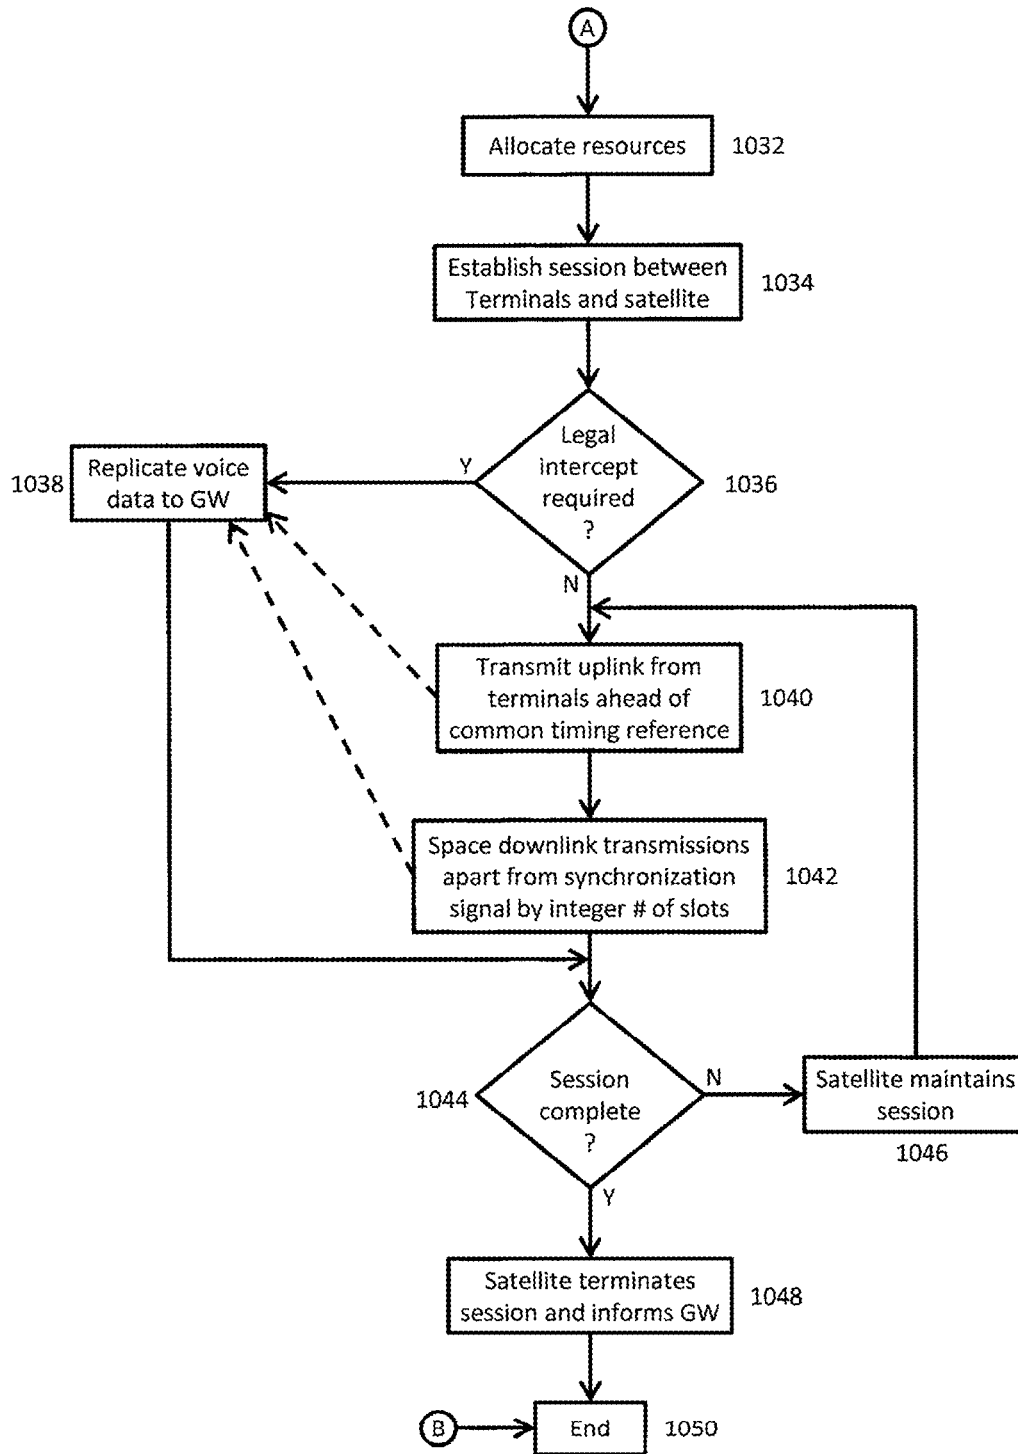 A
Allocate resources
1032
Establish session between
Terminals and satellite
1034
Legal
intercept
required
?
1036
Y
N
1038
Replicate voice
data to GW
Transmit uplink from
terminals ahead of
common timing reference
1040
Space downlink transmissions
apart from synchronization
signal by integer # of slots
1042
1044
Session
complete
?
N
Y
Satellite maintains
session
1046
Satellite terminates
session and informs GW
1048
B
End
1050